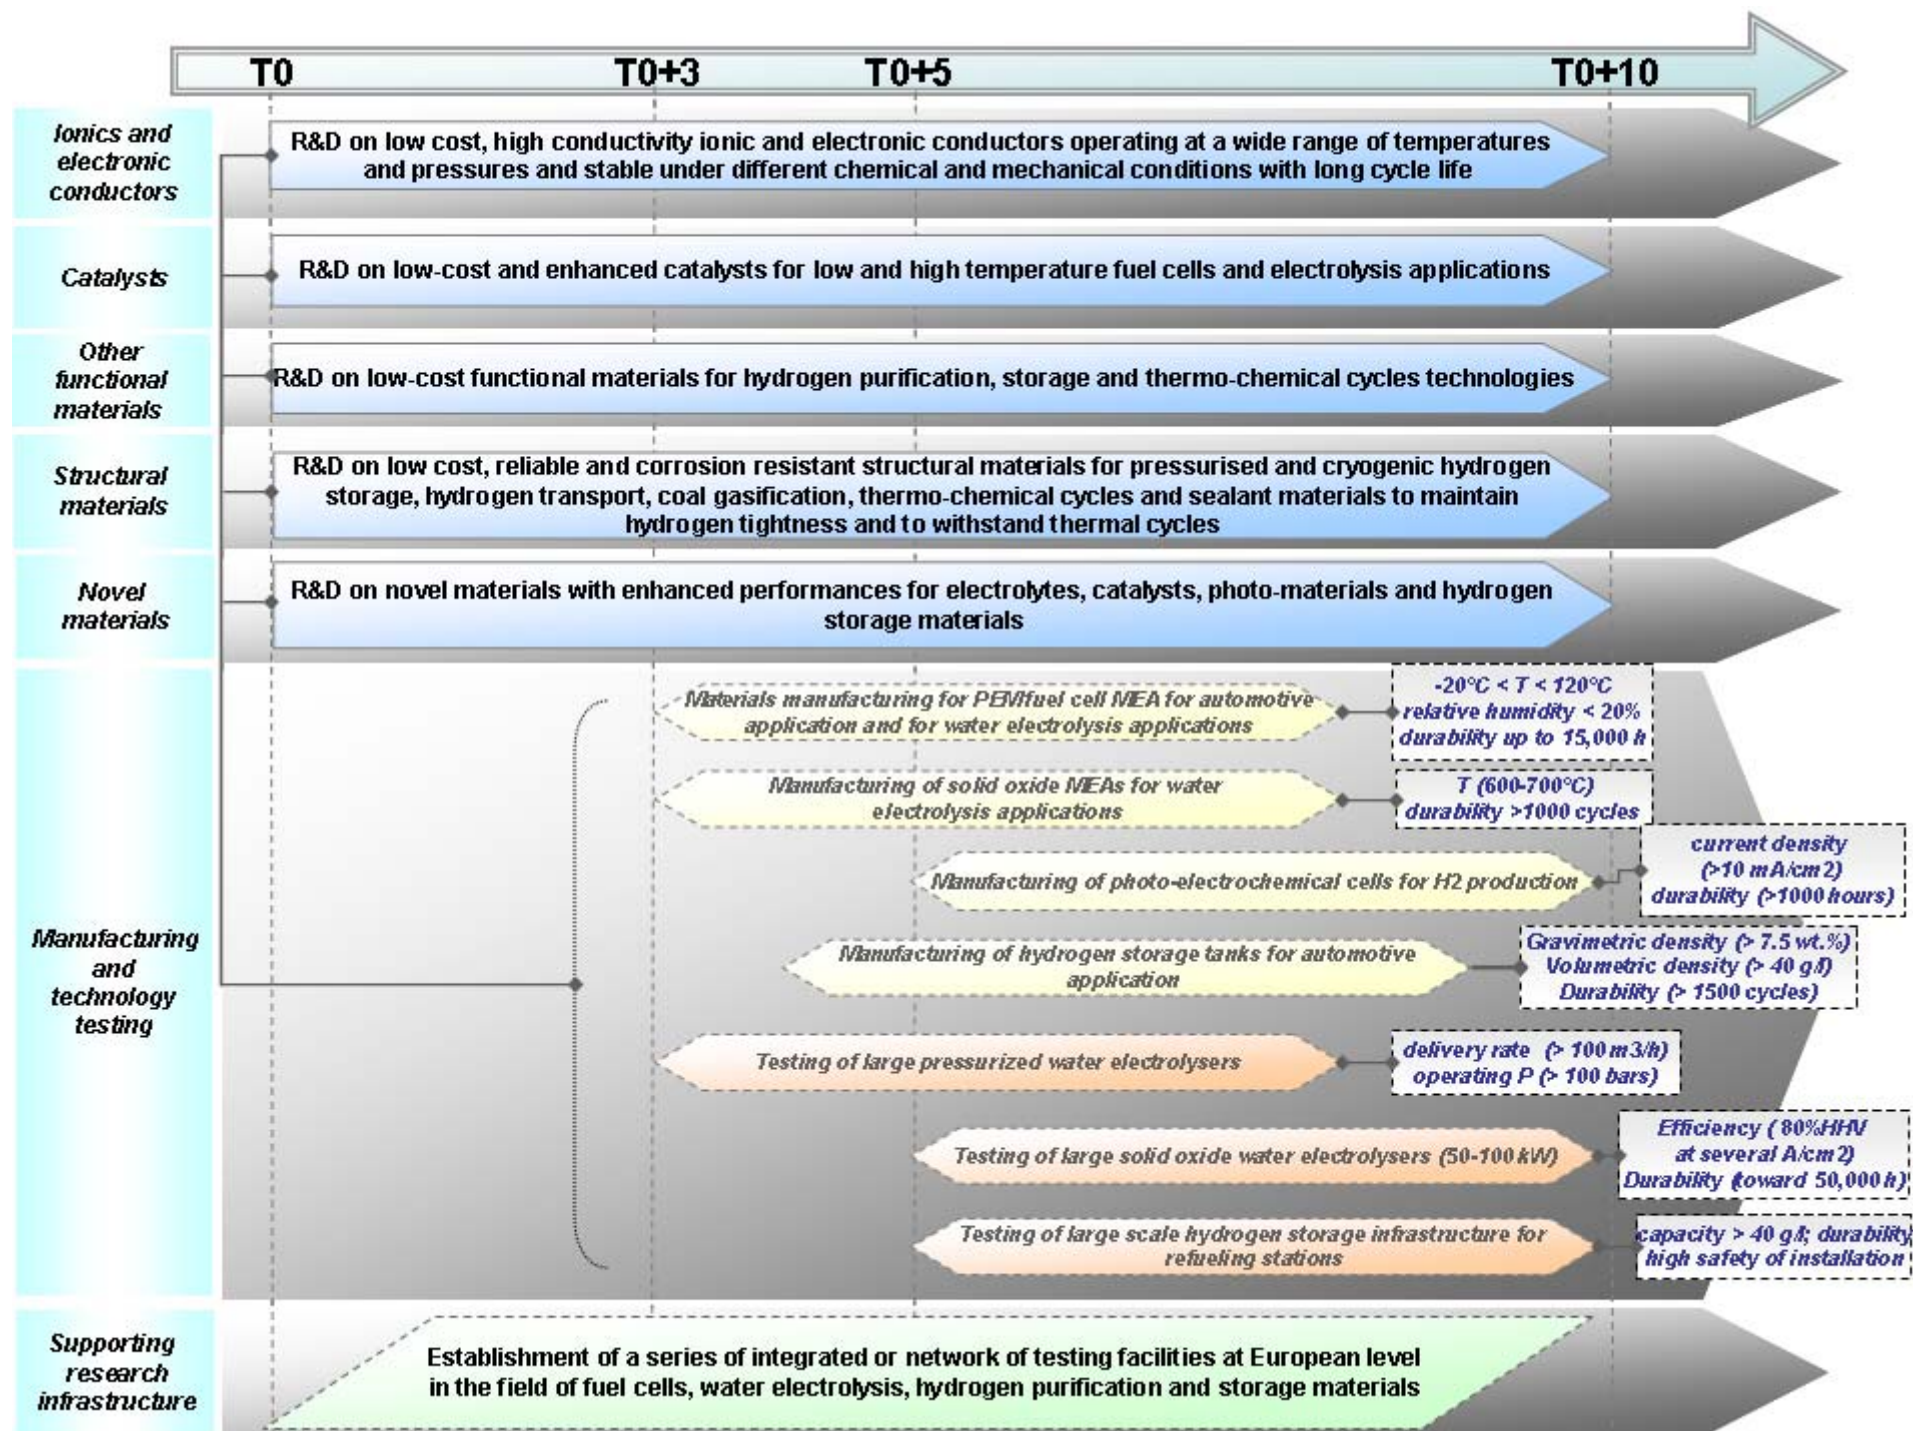 T0 T0+3 T0+5 T0+10
Ionics and
electronic
conductors
R&D on low cost, high conductivity ionic and electronic conductors operating at a wide range of temperatures
and pressures and stable under different chemical and mechanical conditions with long cycle life
Catalysts
R&D on low-cost and enhanced catalysts for low and high temperature fuel cells and electrolysis applications
Other
functional
materials
R&D on low-cost functional materials for hydrogen purification, storage and thermo-chemical cycles technologies
Structural
materials
R&D on low cost, reliable and corrosion resistant structural materials for pressurised and cryogenic hydrogen
storage, hydrogen transport, coal gasification, thermo-chemical cycles and sealant materials to maintain
hydrogen tightness and to withstand thermal cycles
Novel
materials
R&D on novel materials with enhanced performances for electrolytes, catalysts, photo-materials and hydrogen
storage materials
Manufacturing
and
technology
testing
Materials manufacturing for PEM fuel cell MEA for automotive
application and for water electrolysis applications
-20°C < T < 120°C
relative humidity < 20%
durability up to 15,000 h
Manufacturing of solid oxide MEAs for water
electrolysis applications
T (600-700°C)
durability >1000 cycles
Manufacturing of photo-electrochemical cells for H2 production
current density
(>10 mA/cm2)
durability (>1000 hours)
Manufacturing of hydrogen storage tanks for automotive
application
Gravimetric density (> 7.5 wt.%)
Volumetric density (> 40 g/l)
Durability (> 1500 cycles)
Testing of large pressurized water electrolysers
delivery rate (> 100 m3/h)
operating P (> 100 bars)
Testing of large solid oxide water electrolysers (50-100 kW)
Efficiency ( 80%HHV
at several A/cm2)
Durability (toward 50,000 h)
Testing of large scale hydrogen storage infrastructure for
refueling stations
capacity > 40 g/l; durability
high safety of installation
Supporting
research
infrastructure
Establishment of a series of integrated or network of testing facilities at European level
in the field of fuel cells, water electrolysis, hydrogen purification and storage materials